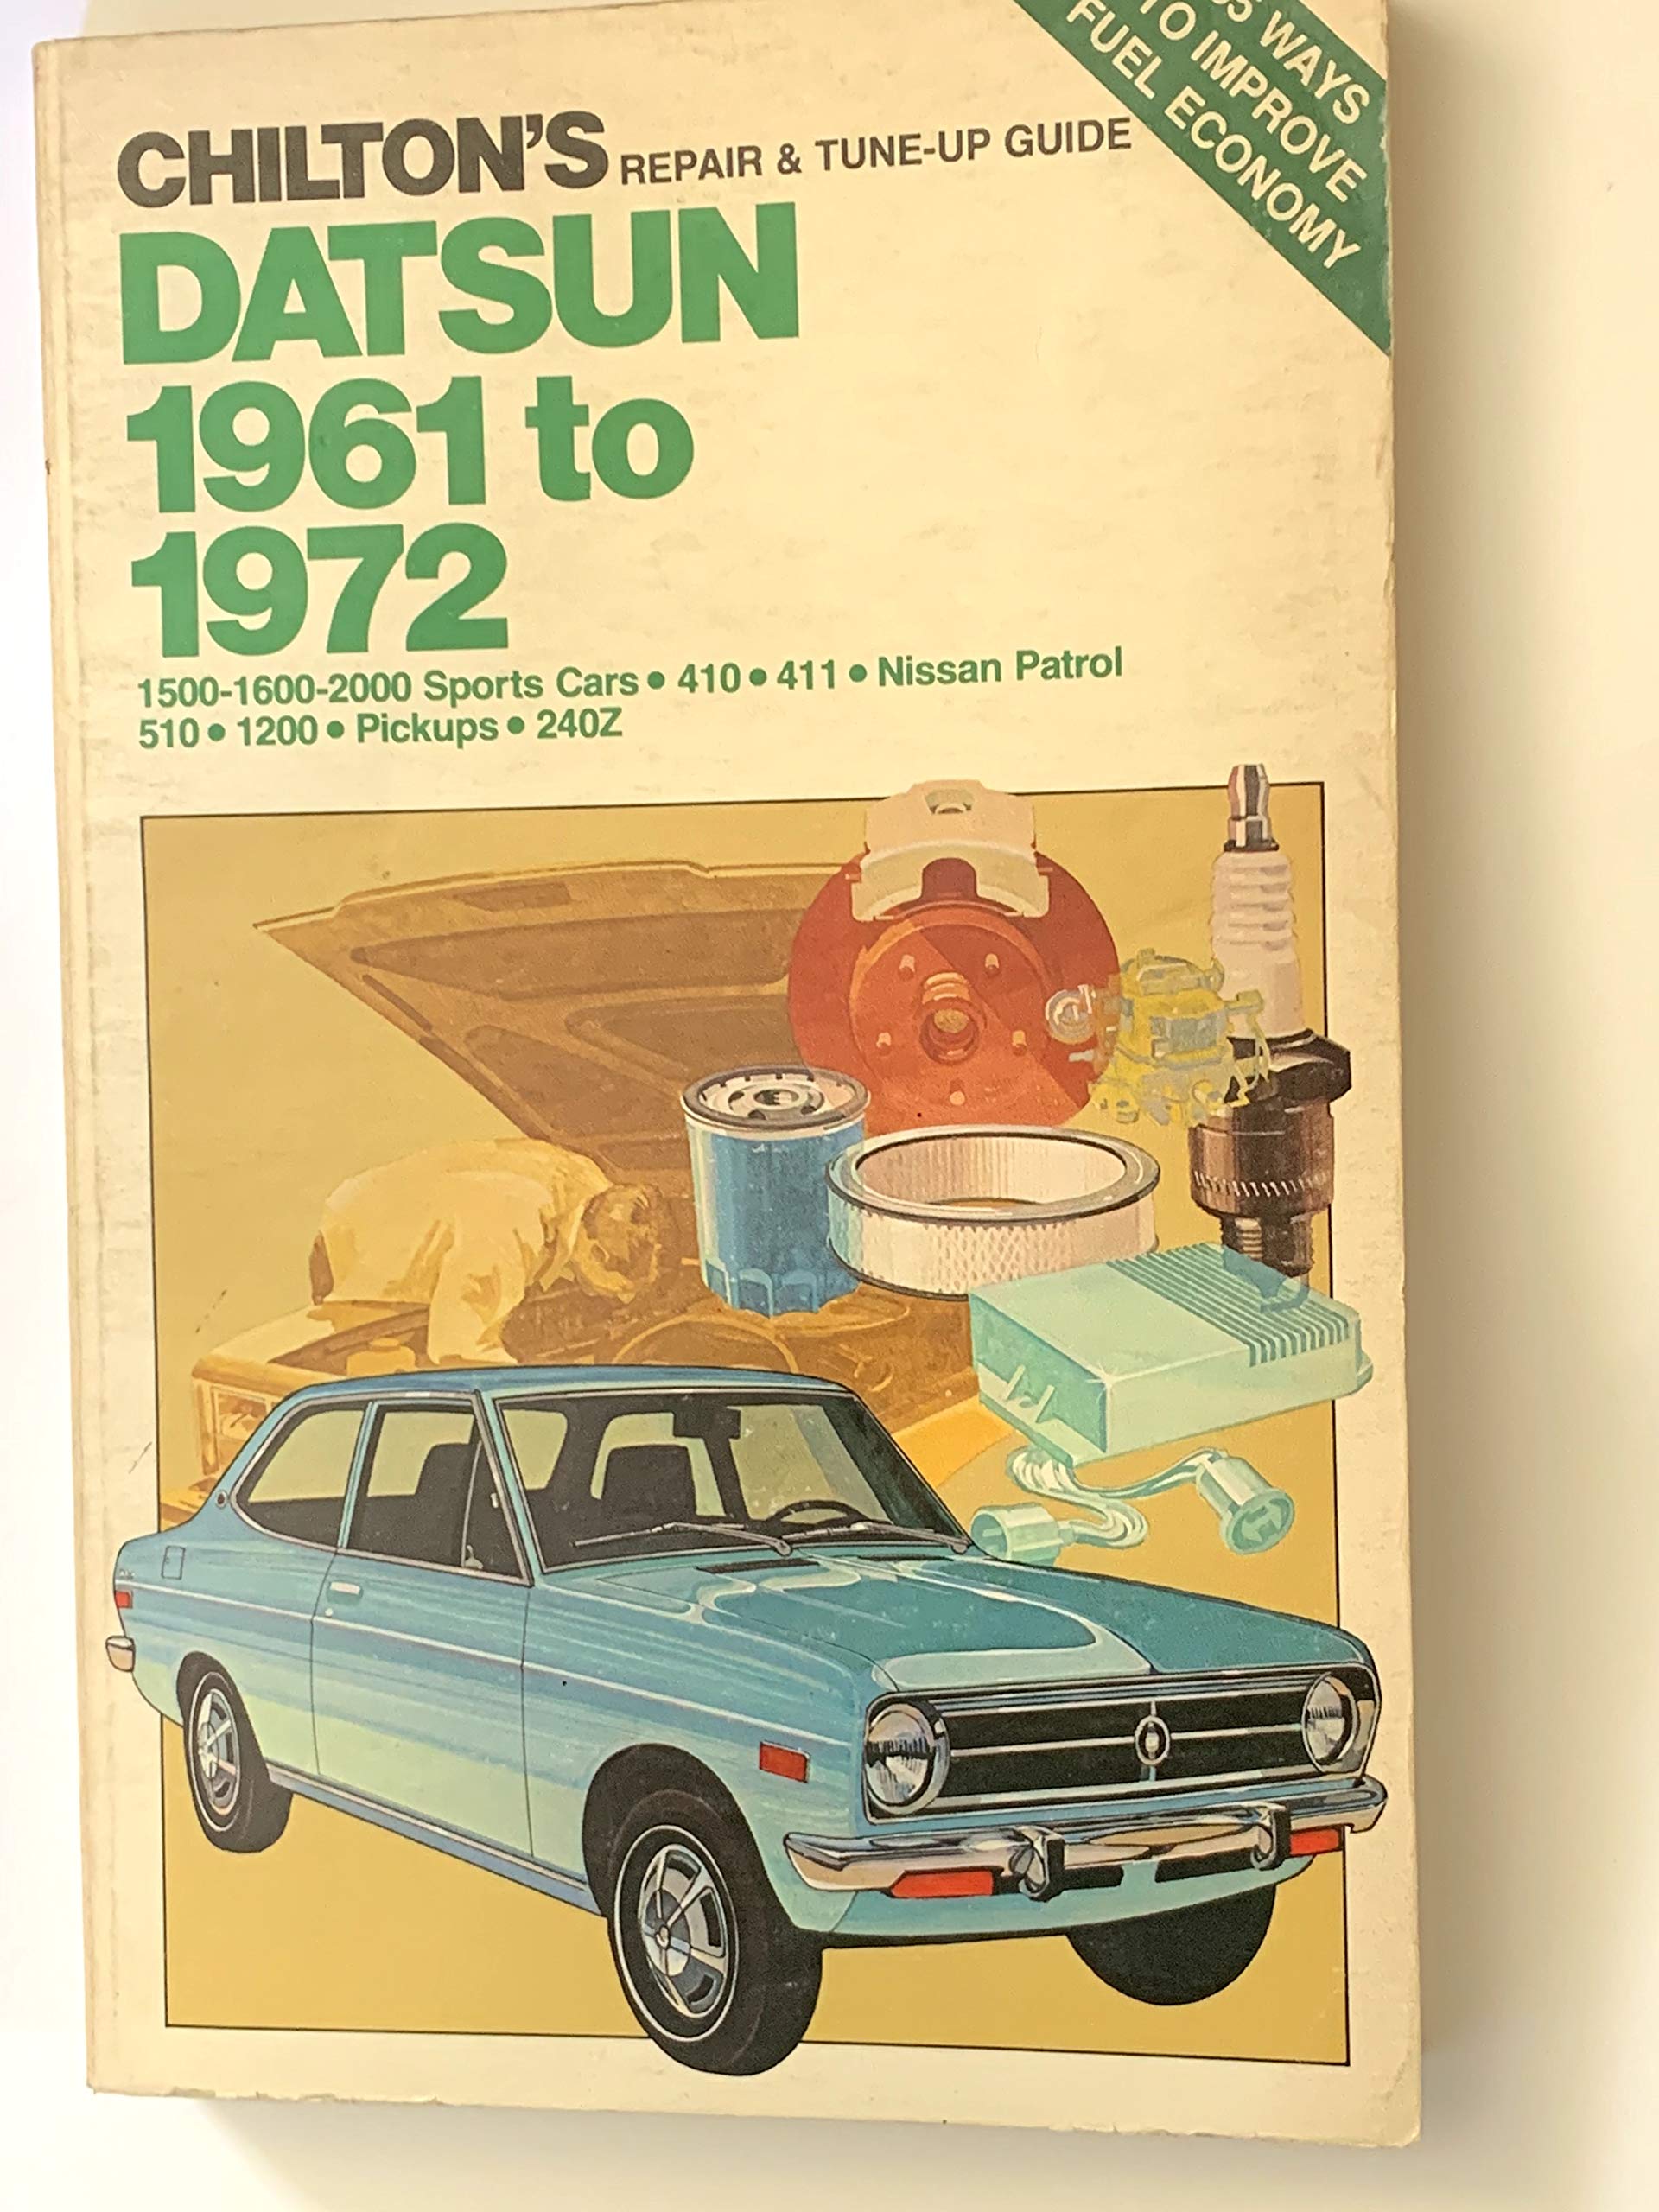 WAYS
TO IMPROVE
FUEL ECONOMY
CHILTON'S REPAIR & TUNE-UP GUIDE
DATSUN
1961 to
1972
1500-1600-2000 Sports Cars • 410 • 411 • Nissan Patrol
510 • 1200 • Pickups • 240Z